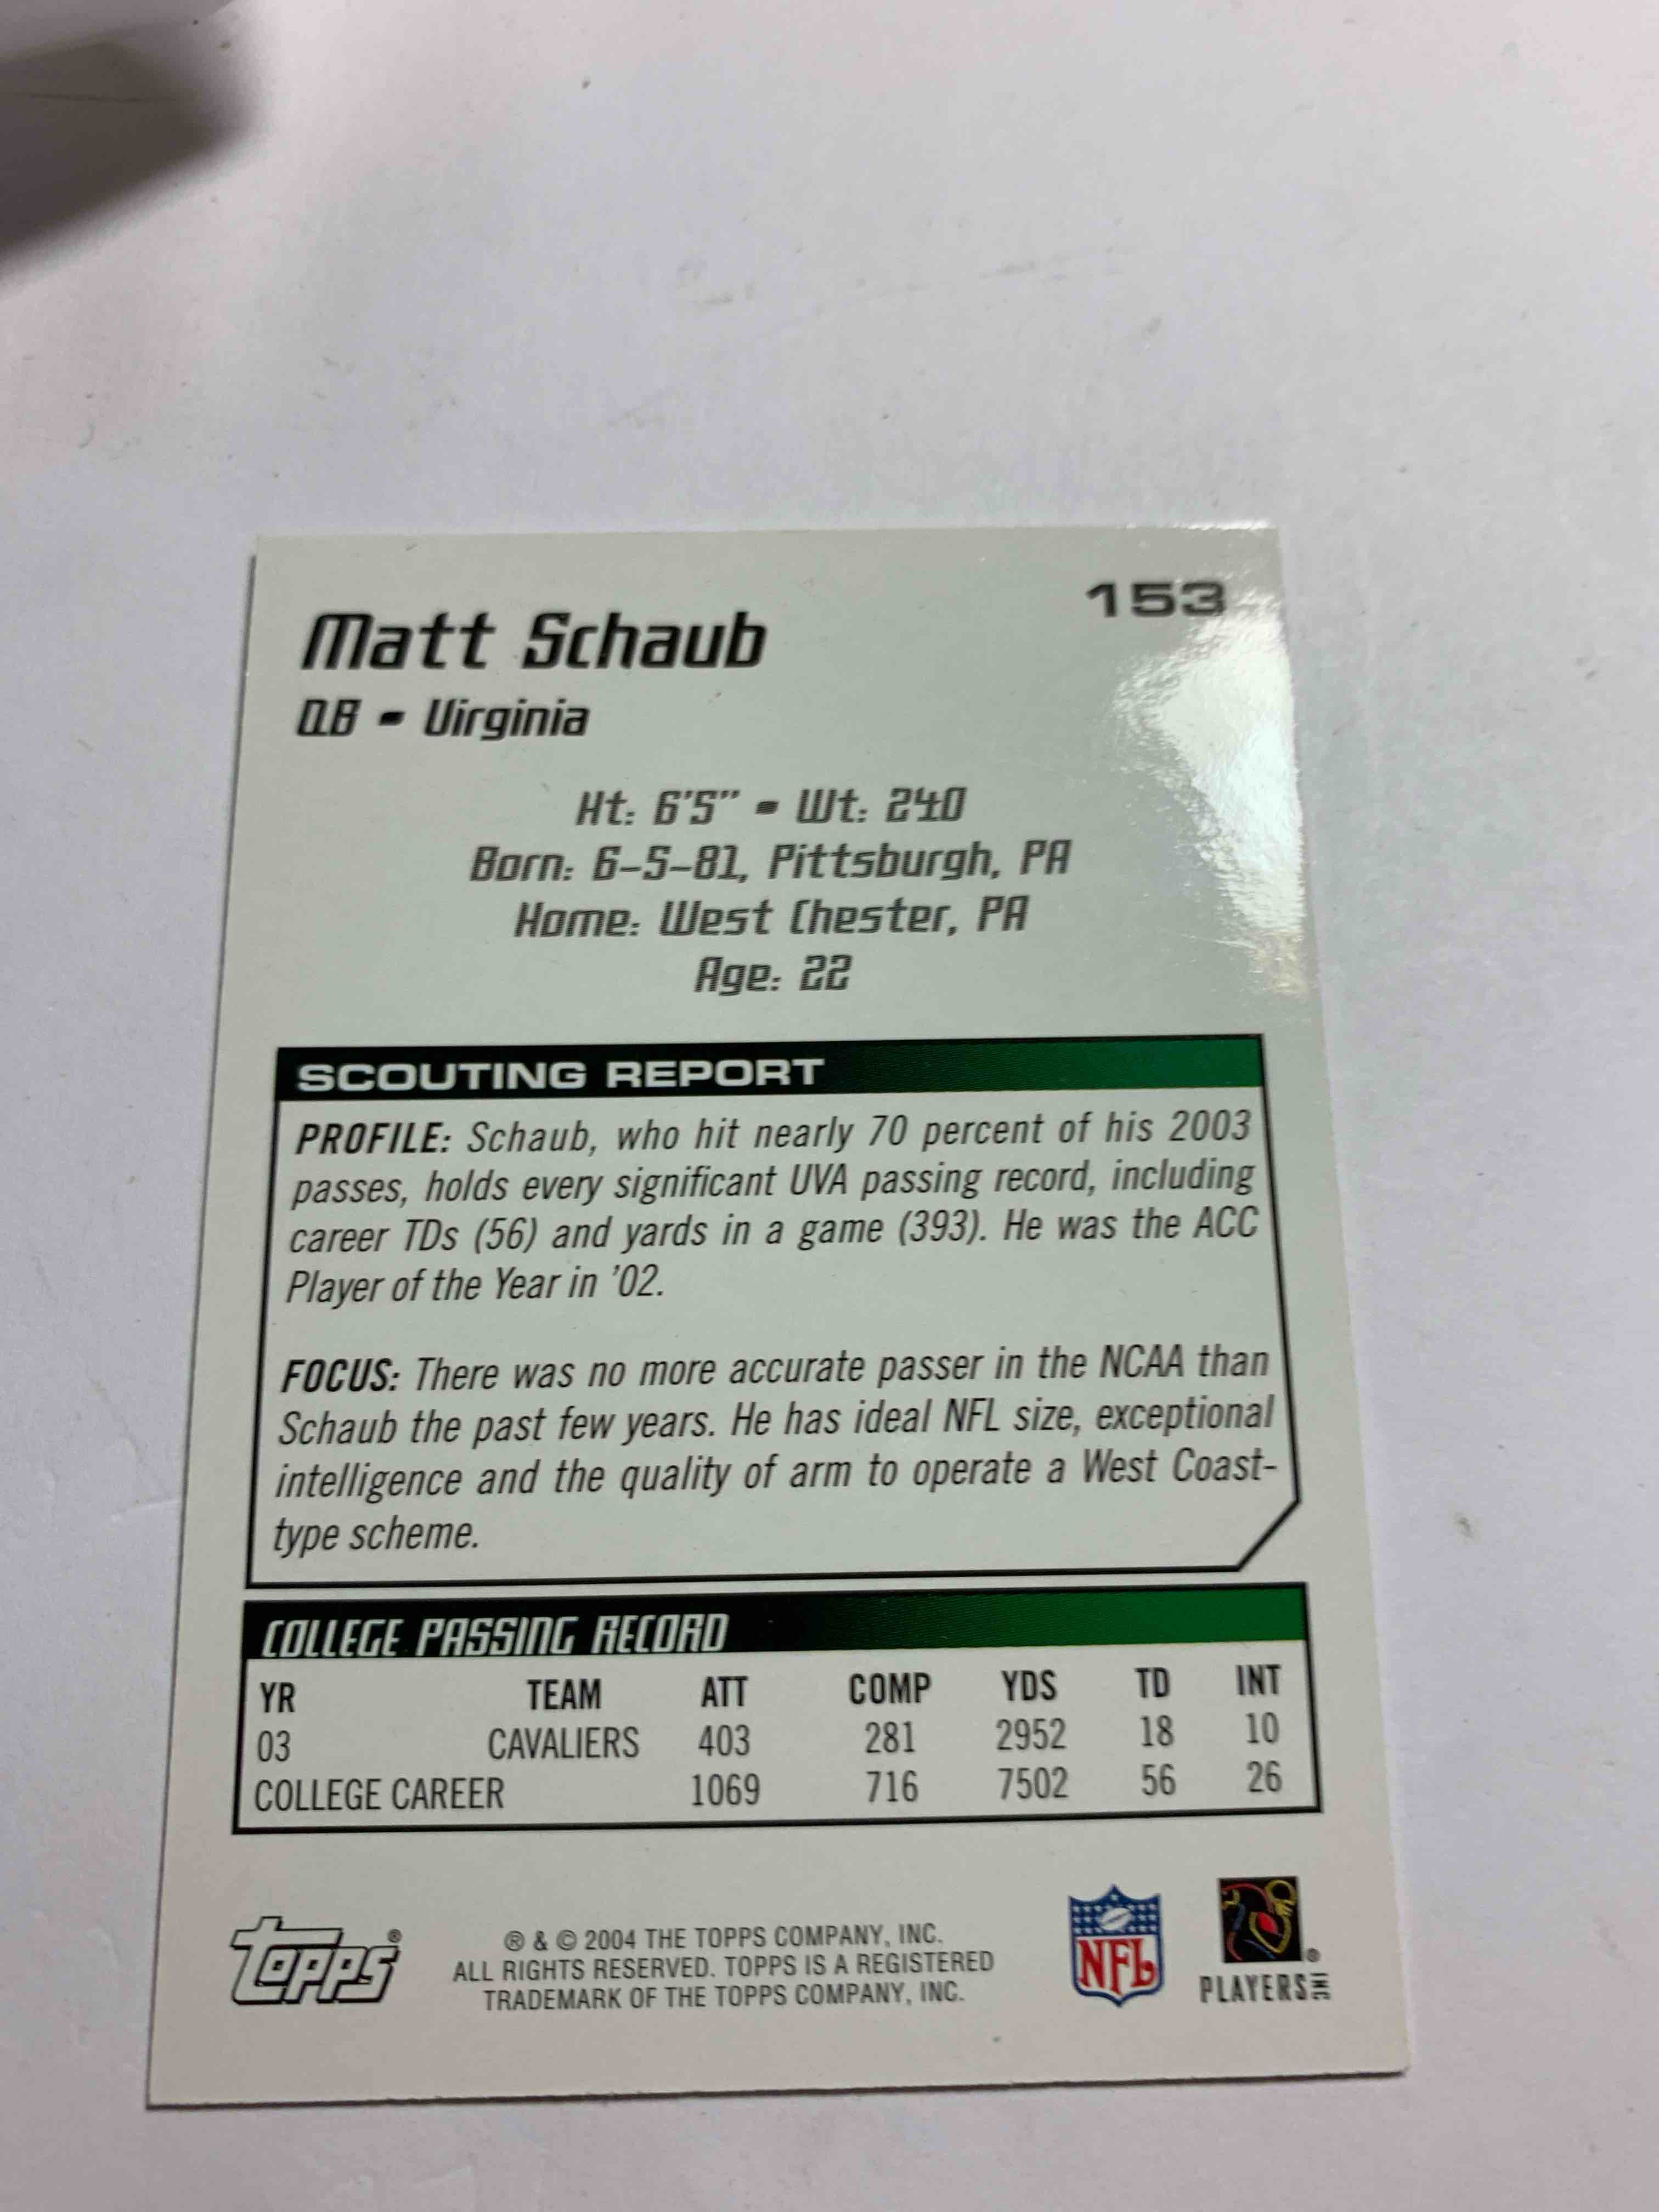 153
Matt Schaub
QB - Virginia
Ht: 6'5" - Wt: 240
Born: 6-5-81, Pittsburgh, PA
Home: West Chester, PA
Age: 22
SCOUTING REPORT
PROFILE: Schaub, who hit nearly 70 percent of his 2003
passes, holds every significant UVA passing record, including
career TDs (56) and yards in a game (393). He was the ACC
Player of the Year in '02.
FOCUS: There was no more accurate passer in the NCAA than
Schaub the past few years. He has ideal NFL size, exceptional
intelligence and the quality of arm to operate a West Coast-
type scheme.
COLLEGE PASSING RECORD
YR TEAM ATT COMP YDS TD INT
03 CAVALIERS 403 281 2952 18 10
COLLEGE CAREER 1069 716 7502 56 26
Topps®
® & © 2004 THE TOPPS COMPANY, INC.
ALL RIGHTS RESERVED. TOPPS IS A REGISTERED
TRADEMARK OF THE TOPPS COMPANY, INC.
NFL
®
PLAYERS INC